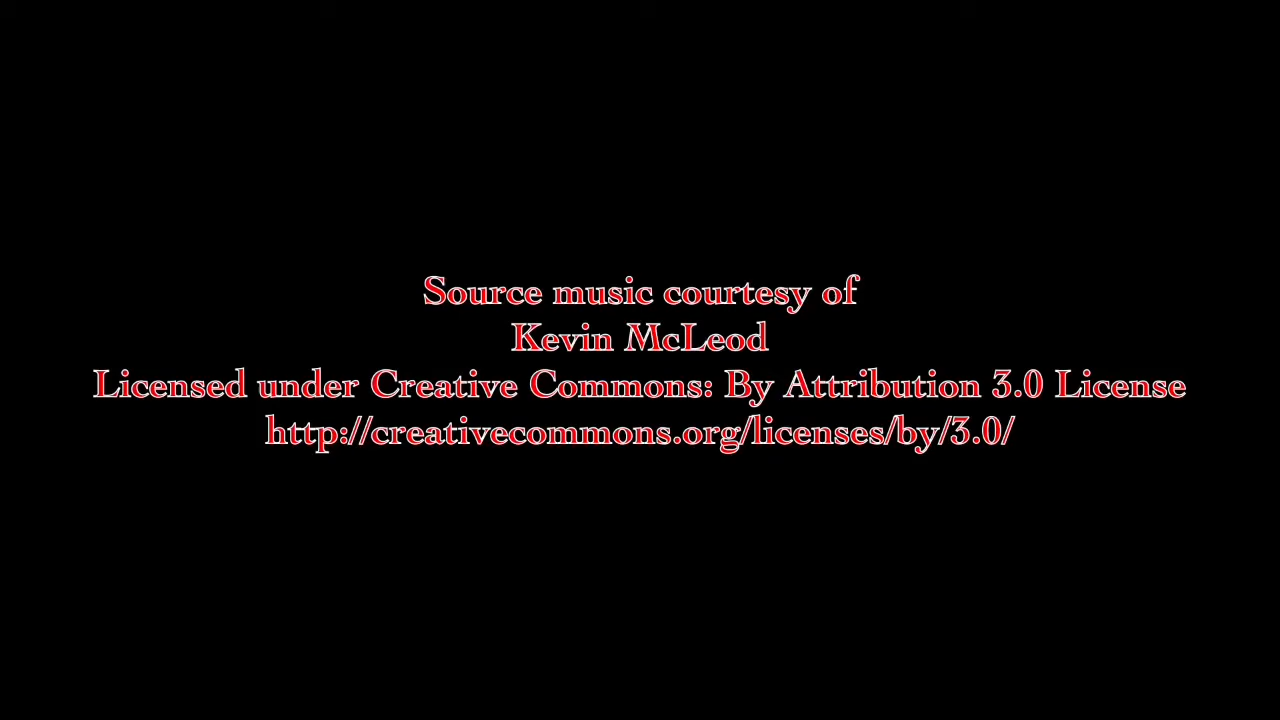 Source music courtesy of
Kevin McLeod
Licensed under Creative Commons: By Attribution 3.0 License
http://creativecommons.org/licenses/by/3.0/